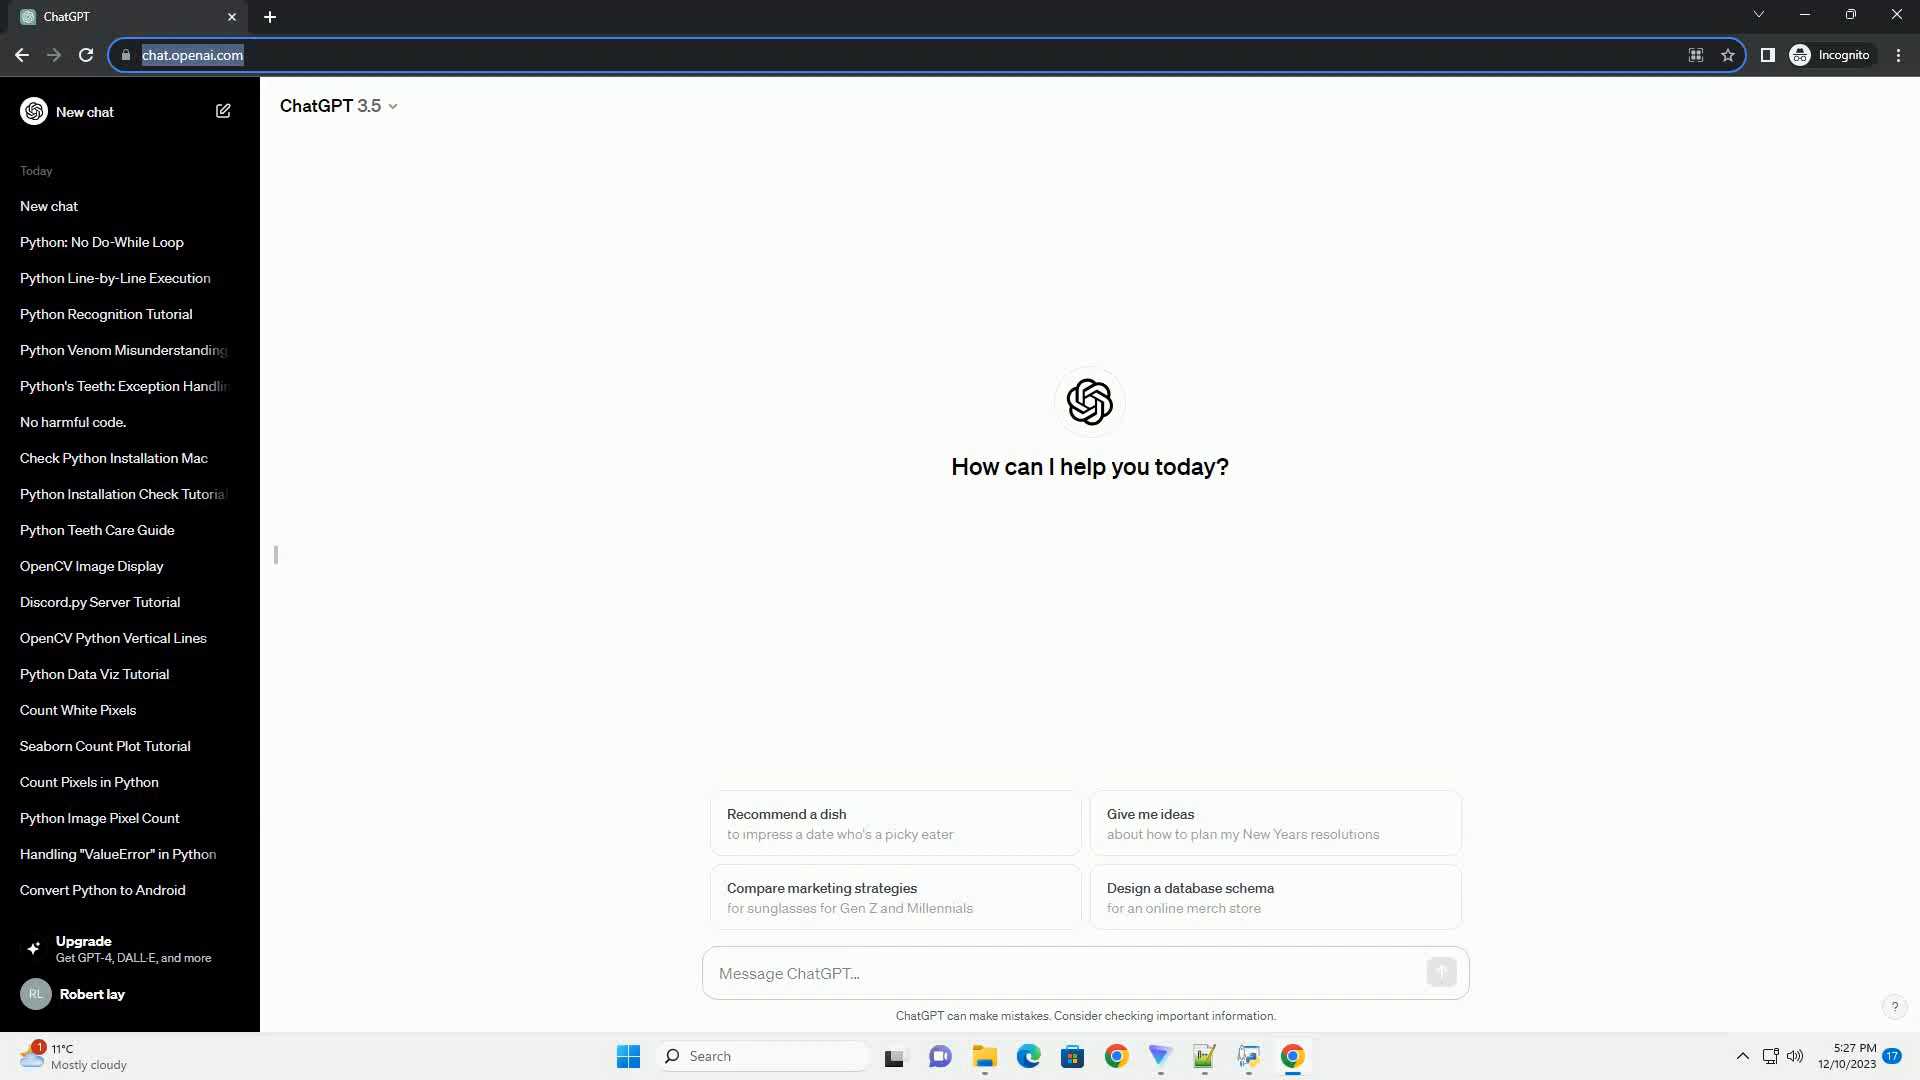 ChatGPT
chat.openai.com
Incognito
New chat
ChatGPT 3.5
Today
New chat
Python: No Do-While Loop
Python Line-by-Line Execution
Python Recognition Tutorial
Python Venom Misunderstanding
Python's Teeth: Exception Handlin
No harmful code.
Check Python Installation Mac
Python Installation Check Tutorial
Python Teeth Care Guide
OpenCV Image Display
Discord.py Server Tutorial
OpenCV Python Vertical Lines
Python Data Viz Tutorial
Count White Pixels
Seaborn Count Plot Tutorial
Count Pixels in Python
Python Image Pixel Count
Handling "ValueError" in Python
Convert Python to Android
Upgrade
Get GPT-4, DALL·E, and more
RL
Robert lay
How can I help you today?
Recommend a dish
to impress a date who's a picky eater
Give me ideas
about how to plan my New Years resolutions
Compare marketing strategies
for sunglasses for Gen Z and Millennials
Design a database schema
for an online merch store
Message ChatGPT...
ChatGPT can make mistakes. Consider checking important information.
?
1
11°C
Mostly cloudy
Search
5:27 PM
12/10/2023
17